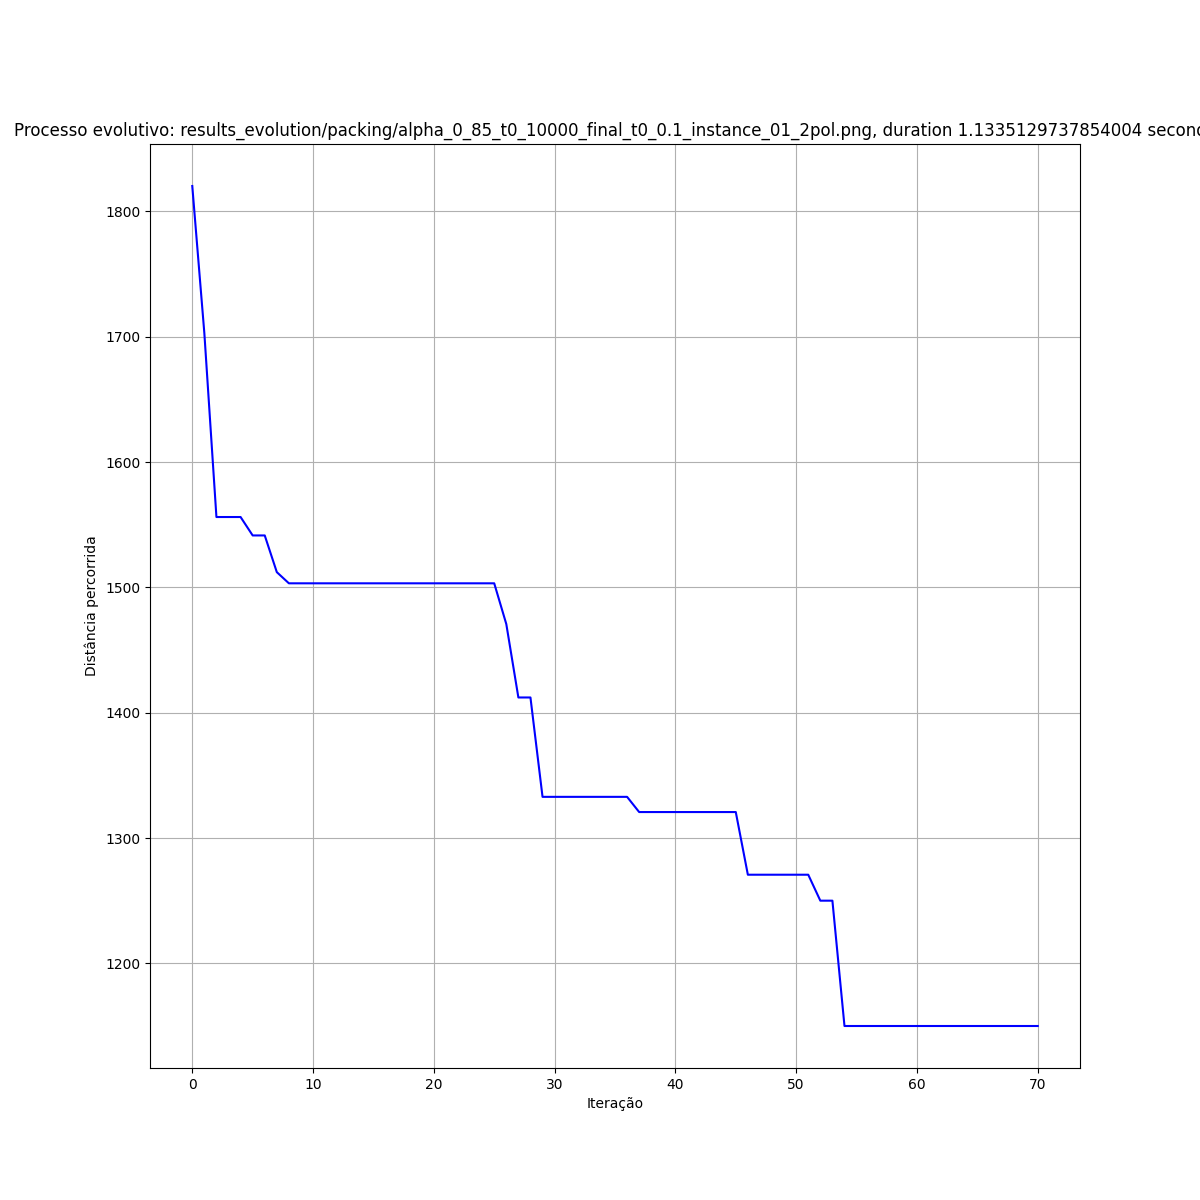 Processo evolutivo: results_evolution/packing/alpha_0_85_t0_10000_final_t0_0.1_instance_01_2pol.png, duration 1.1335129737854004
1800
1700
1600
1500
1400
1300
1200
Distância percorrida
0 10 20 30 40 50 60 70
Iteração